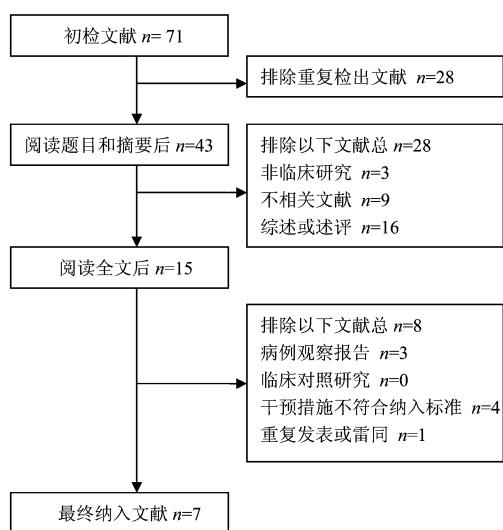 初检文献 n= 71
排除重复检出文献 n=28
阅读题目和摘要后 n=43
排除以下文献总 n=28
非临床研究 n=3
不相关文献 n=9
综述或述评 n=16
阅读全文后 n=15
排除以下文献总 n=8
病例观察报告 n=3
临床对照研究 n=0
干预措施不符合纳入标准 n=4
重复发表或雷同 n=1
最终纳入文献 n=7